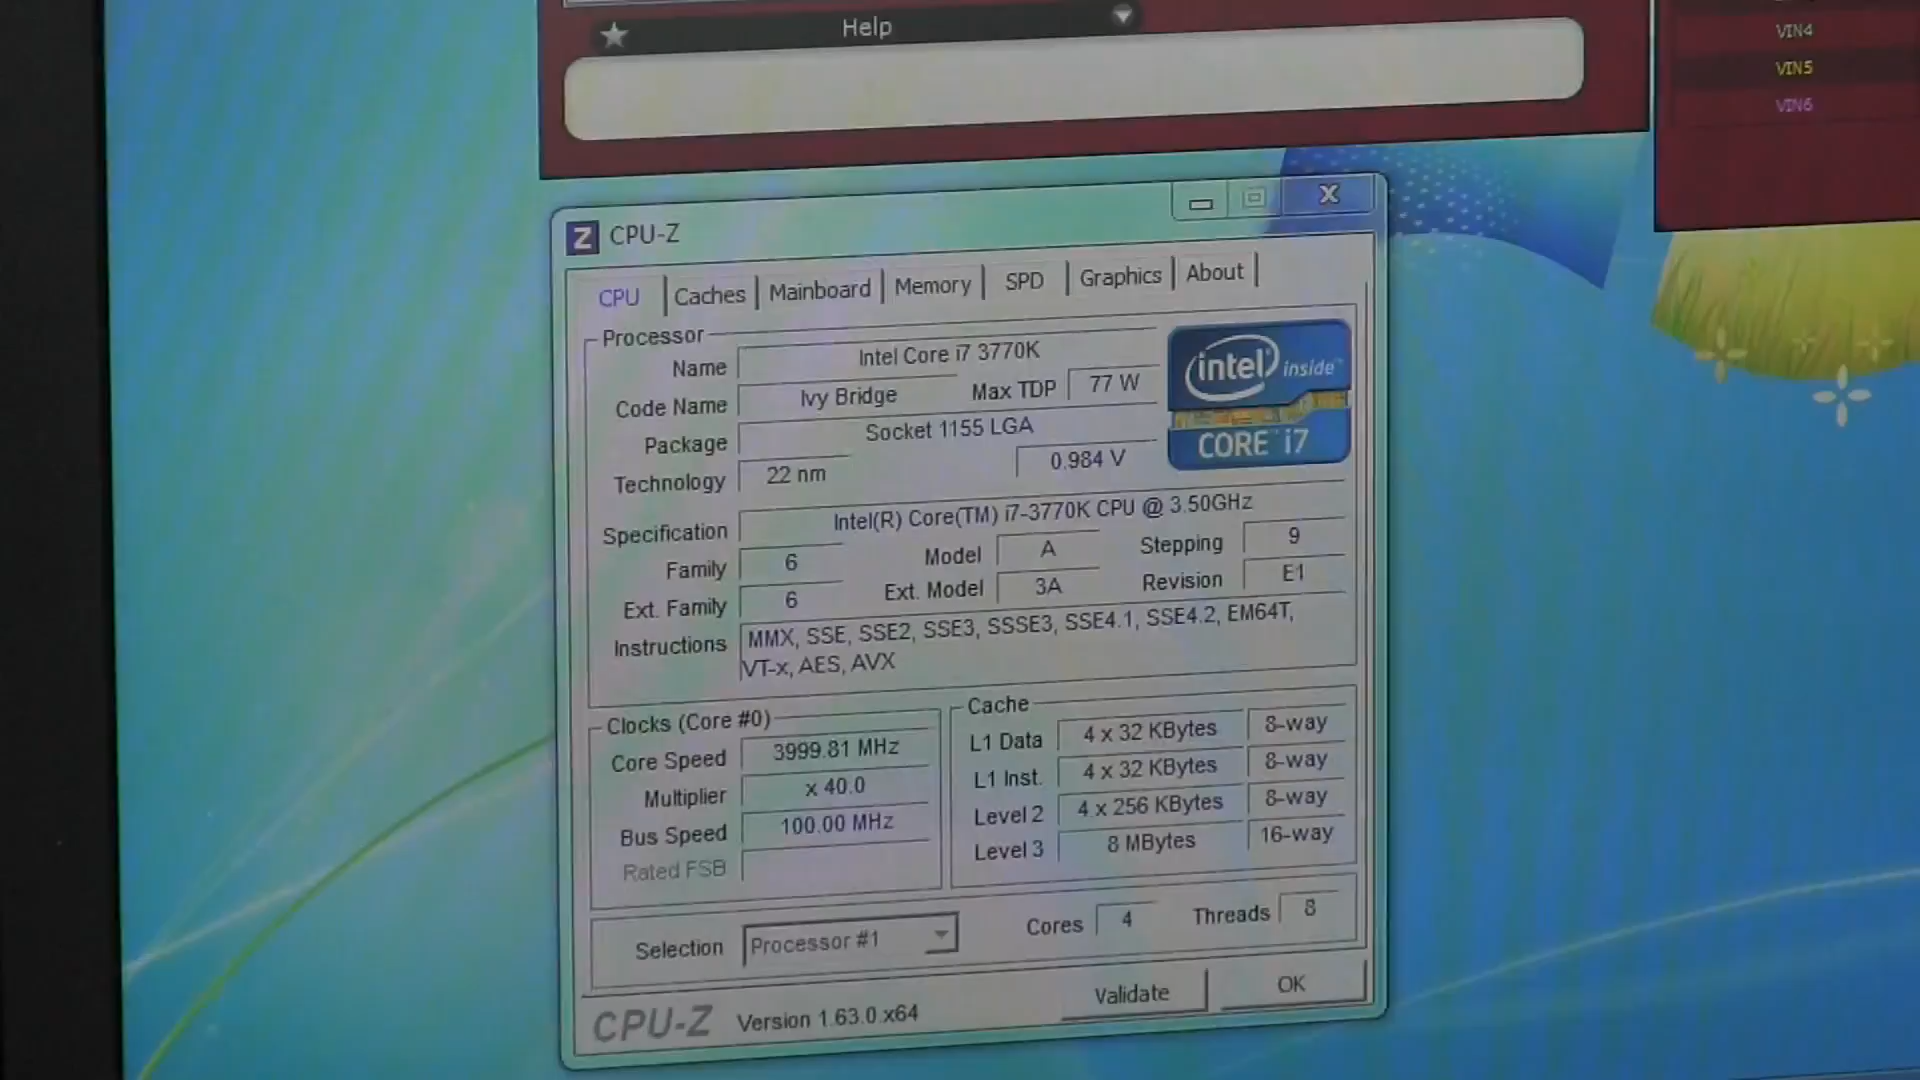 Help
VIN4
VIN5
VIN6
Z CPU-Z X
CPU Caches Mainboard Memory SPD Graphics About
Processor
Name Intel Core i7 3770K
Code Name Ivy Bridge Max TDP 77 W
Package Socket 1155 LGA
Technology 22 nm 0.984 V
intel inside™
CORE i7
Specification Intel(R) Core(TM) i7-3770K CPU @ 3.50GHz
Family 6 Model A Stepping 9
Ext. Family 6 Ext. Model 3A Revision E1
Instructions MMX, SSE, SSE2, SSE3, SSSE3, SSE4.1, SSE4.2, EM64T,
VT-x, AES, AVX
Clocks (Core #0)
Core Speed 3999.81 MHz
Multiplier x 40.0
Bus Speed 100.00 MHz
Rated FSB
Cache
L1 Data 4 x 32 KBytes 8-way
L1 Inst. 4 x 32 KBytes 8-way
Level 2 4 x 256 KBytes 8-way
Level 3 8 MBytes 16-way
Selection Processor #1 Cores 4 Threads 8
CPU-Z Version 1.63.0.x64 Validate OK